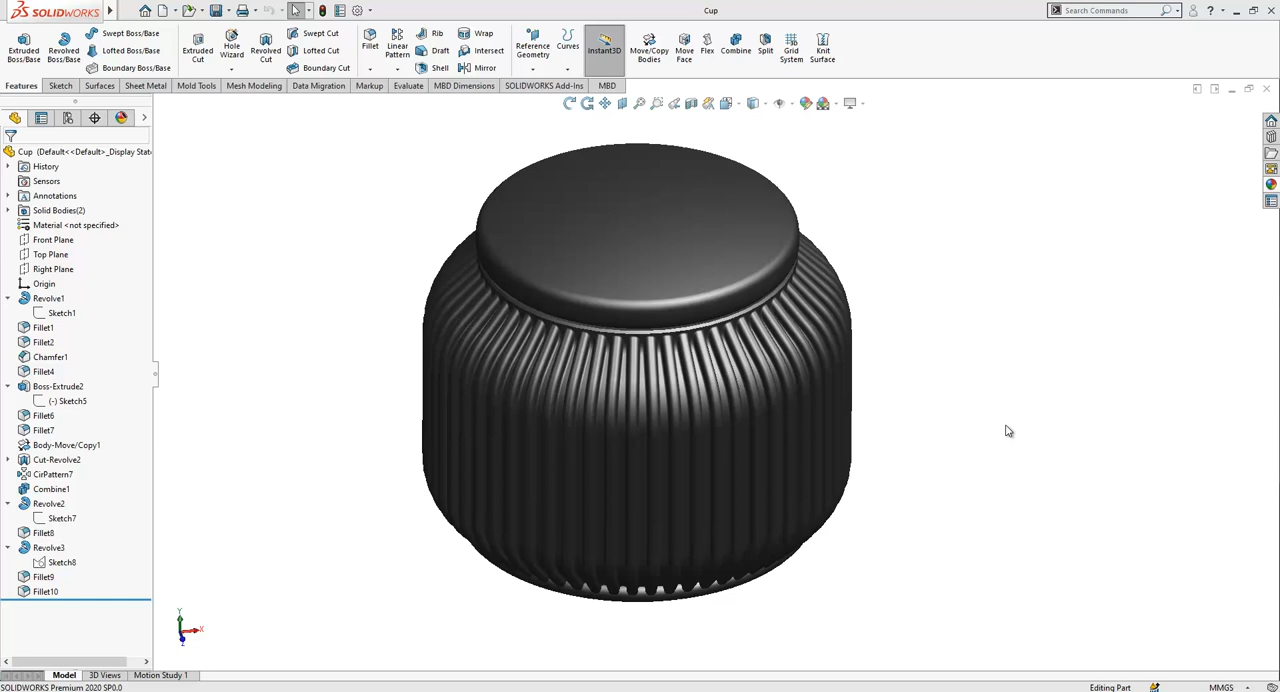 SOLIDWORKS
Cup
Search Commands
Extruded Boss/Base
Revolved Boss/Base
Swept Boss/Base
Lofted Boss/Base
Boundary Boss/Base
Extruded Cut
Hole Wizard
Revolved Cut
Swept Cut
Lofted Cut
Boundary Cut
Fillet
Linear Pattern
Rib
Draft
Shell
Wrap
Intersect
Mirror
Reference Geometry
Curves
Instant3D
Move/Copy Bodies
Move Face
Flex
Combine
Split
Grid System
Knit Surface
Features
Sketch
Surfaces
Sheet Metal
Mold Tools
Mesh Modeling
Data Migration
Markup
Evaluate
MBD Dimensions
SOLIDWORKS Add-Ins
MBD
Cup (Default<<Default>_Display Stat
History
Sensors
Annotations
Solid Bodies(2)
Material <not specified>
Front Plane
Top Plane
Right Plane
Origin
Revolve1
Sketch1
Fillet1
Fillet2
Chamfer1
Fillet4
Boss-Extrude2
(-) Sketch5
Fillet6
Fillet7
Body-Move/Copy1
Cut-Revolve2
CirPattern7
Combine1
Revolve2
Sketch7
Fillet8
Revolve3
Sketch8
Fillet9
Fillet10
Y
X
Z
Model
3D Views
Motion Study 1
SOLIDWORKS Premium 2020 SP0.0
Editing Part
MMGS